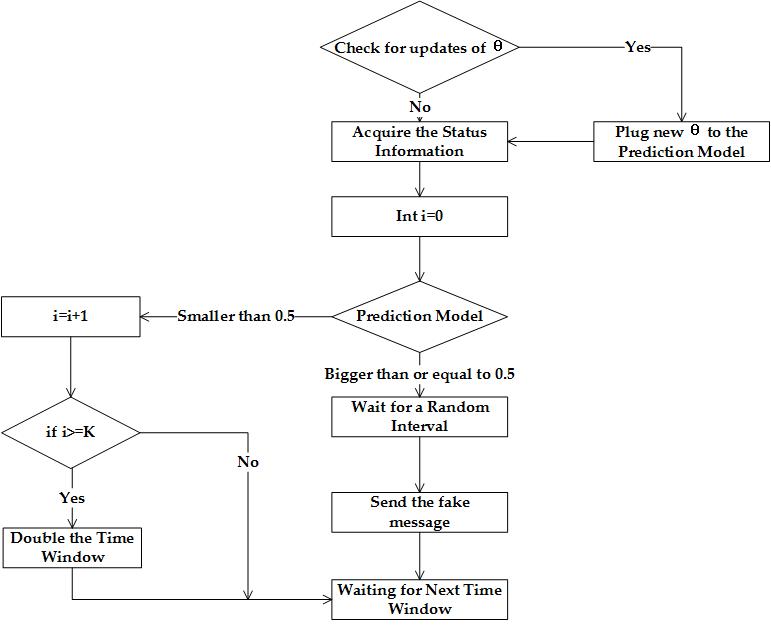 Check for updates of θ
Yes
No
Acquire the Status
Information
Plug new θ to the
Prediction Model
Int i=0
i=i+1
Smaller than 0.5
Prediction Model
Bigger than or equal to 0.5
Wait for a Random
Interval
if i>=K
No
Yes
Send the fake
message
Double the Time
Window
Waiting for Next Time
Window